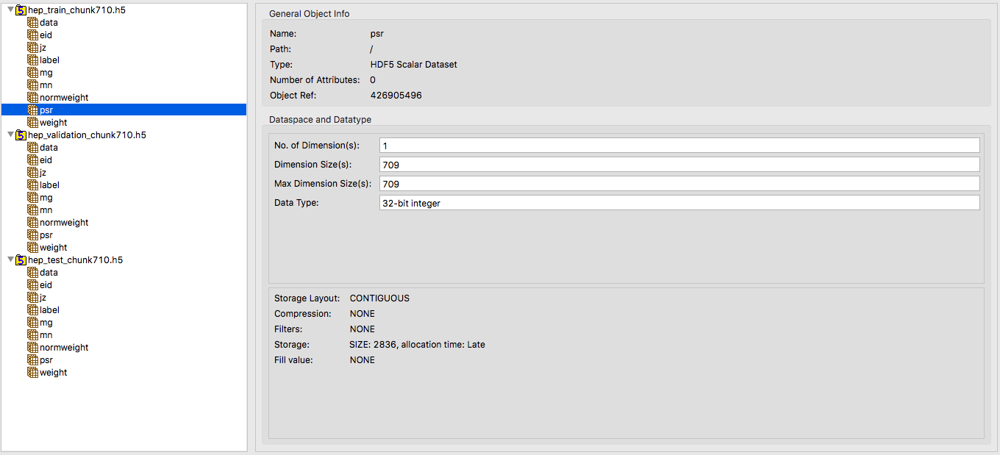 hep_train_chunk710.h5
data
eid
jz
label
mg
mn
normweight
psr
weight
hep_validation_chunk710.h5
data
eid
jz
label
mg
mn
normweight
psr
weight
hep_test_chunk710.h5
data
eid
jz
label
mg
mn
normweight
psr
weight
General Object Info
Name: psr
Path: /
Type: HDF5 Scalar Dataset
Number of Attributes: 0
Object Ref: 426905496
Dataspace and Datatype
No. of Dimension(s): 1
Dimension Size(s): 709
Max Dimension Size(s): 709
Data Type: 32-bit integer
Storage Layout: CONTIGUOUS
Compression: NONE
Filters: NONE
Storage: SIZE: 2836, allocation time: Late
Fill value: NONE